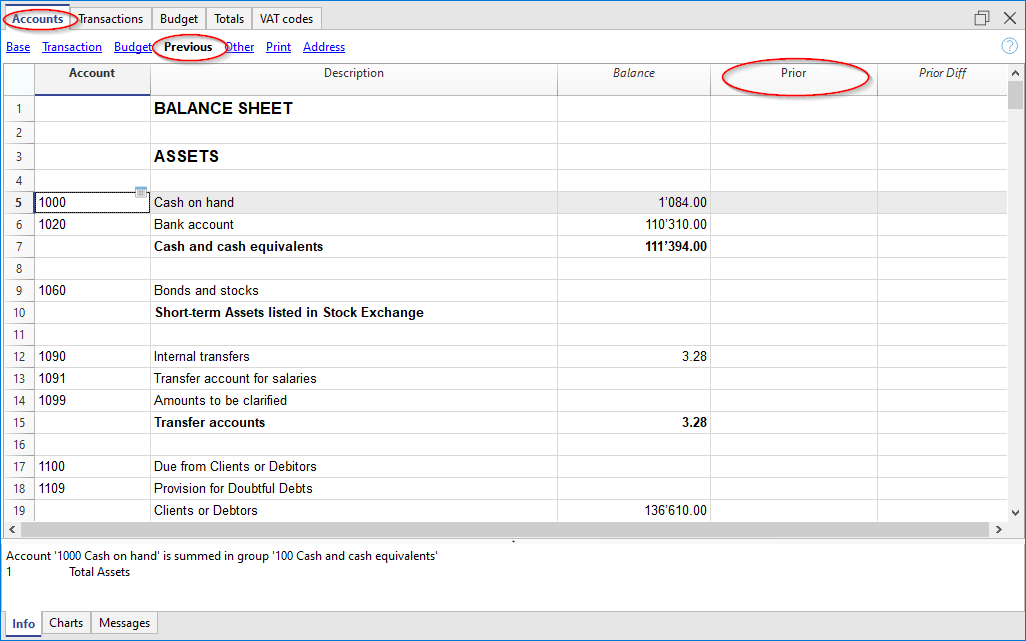 Accounts Transactions Budget Totals VAT codes
Base Transaction Budget Previous Other Print Address
Account Description Balance Prior Prior Diff
1 BALANCE SHEET
2
3 ASSETS
4
5 1000 Cash on hand 1'084.00
6 1020 Bank account 110'310.00
7 Cash and cash equivalents 111'394.00
8
9 1060 Bonds and stocks
10 Short-term Assets listed in Stock Exchange
11
12 1090 Internal transfers 3.28
13 1091 Transfer account for salaries
14 1099 Amounts to be clarified
15 Transfer accounts 3.28
16
17 1100 Due from Clients or Debitors
18 1109 Provision for Doubtful Debts
19 Clients or Debtors 136'610.00
Account '1000 Cash on hand' is summed in group '100 Cash and cash equivalents'
1 Total Assets
Info Charts Messages